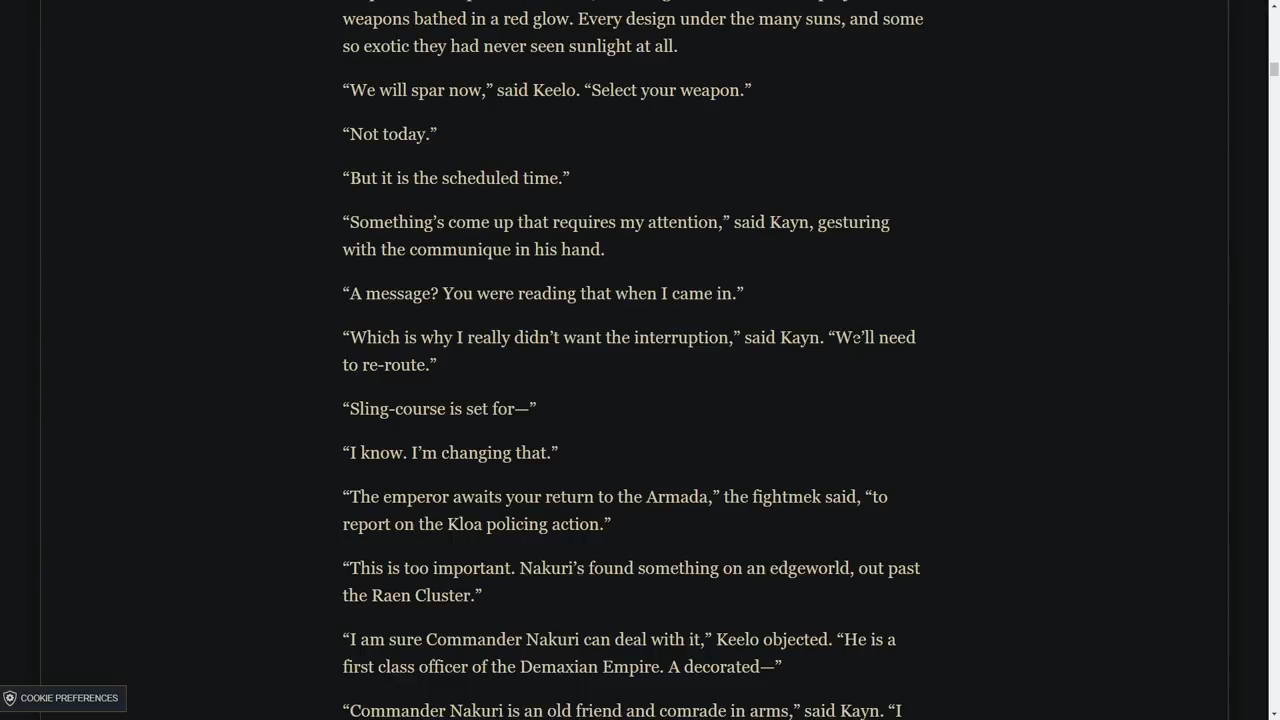 weapons bathed in a red glow. Every design under the many suns, and some
so exotic they had never seen sunlight at all.
“We will spar now,” said Keelo. “Select your weapon.”
“Not today.”
“But it is the scheduled time.”
“Something’s come up that requires my attention,” said Kayn, gesturing
with the communique in his hand.
“A message? You were reading that when I came in.”
“Which is why I really didn’t want the interruption,” said Kayn. “We’ll need
to re-route.”
“Sling-course is set for—”
“I know. I’m changing that.”
“The emperor awaits your return to the Armada,” the fightmek said, “to
report on the Kloa policing action.”
“This is too important. Nakuri’s found something on an edgeworld, out past
the Raen Cluster.”
“I am sure Commander Nakuri can deal with it,” Keelo objected. “He is a
first class officer of the Demaxian Empire. A decorated—”
“Commander Nakuri is an old friend and comrade in arms,” said Kayn. “I
COOKIE PREFERENCES